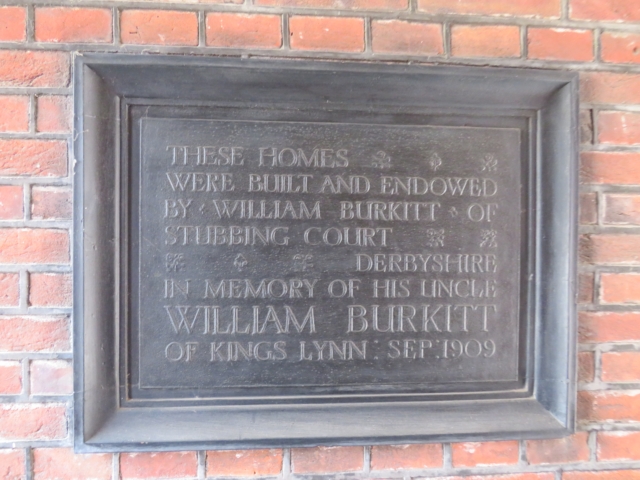 THESE HOMES
WERE BUILT AND ENDOWED
BY · WILLIAM BURKITT · OF
STUBBING COURT
DERBYSHIRE
IN MEMORY OF HIS UNCLE
WILLIAM BURKITT
OF KINGS LYNN : SEP: 1909